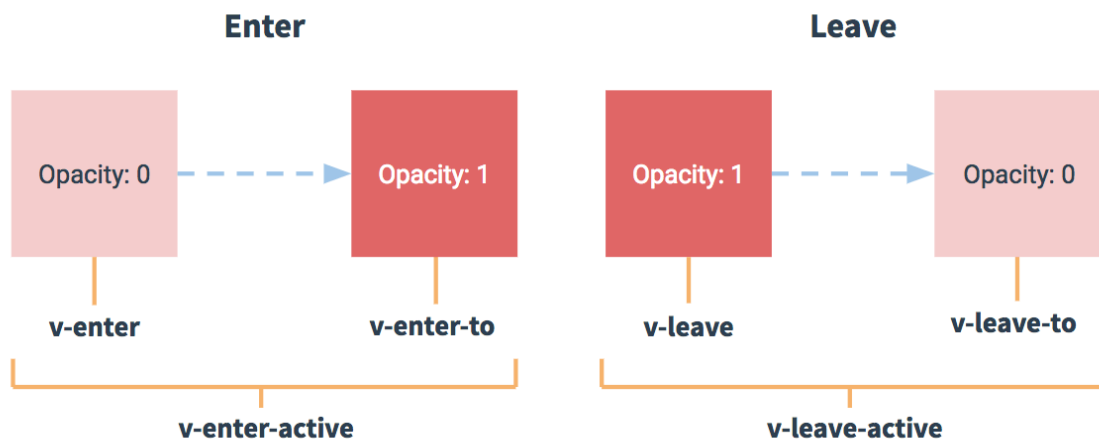 Enter
Leave
Opacity: 0
Opacity: 1
Opacity: 1
Opacity: 0
v-enter
v-enter-to
v-leave
v-leave-to
v-enter-active
v-leave-active